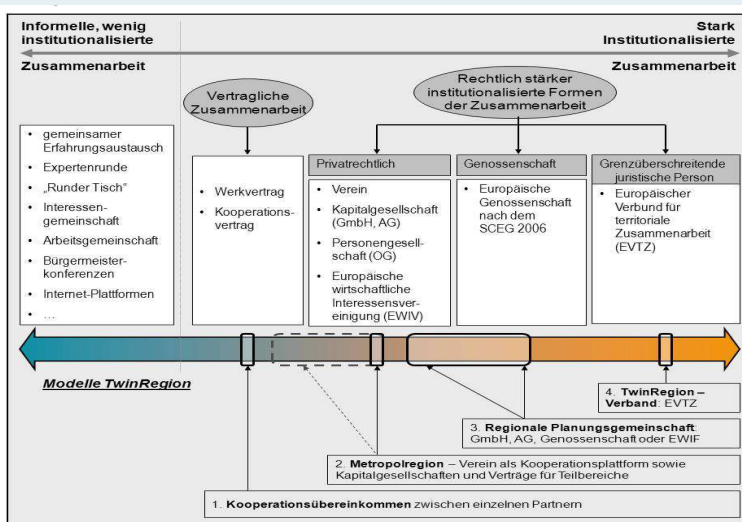 Informelle, wenig
institutionalisierte
Zusammenarbeit
Stark
Institutionalisierte
Zusammenarbeit
Vertragliche
Zusammenarbeit
Rechtlich stärker
institutionalisierte Formen
der Zusammenarbeit
• gemeinsamer
Erfahrungsaustausch
• Expertenrunde
• „Runder Tisch“
• Interessen-
gemeinschaft
• Arbeitsgemeinschaft
• Bürgermeister-
konferenzen
• Internet-Plattformen
• …
• Werkvertrag
• Kooperations-
vertrag
Privatrechtlich
• Verein
• Kapitalgesellschaft
(GmbH, AG)
• Personengesell-
schaft (OG)
• Europäische
wirtschaftliche
Interessensver-
einigung (EWIV)
Genossenschaft
• Europäische
Genossenschaft
nach dem
SCEG 2006
Grenzüberschreitende
juristische Person
• Europäischer
Verbund für
territoriale
Zusammenarbeit
(EVTZ)
Modelle TwinRegion
4. TwinRegion –
Verband: EVTZ
3. Regionale Planungsgemeinschaft:
GmbH, AG, Genossenschaft oder EWIF
2. Metropolregion – Verein als Kooperationsplattform sowie
Kapitalgesellschaften und Verträge für Teilbereiche
1. Kooperationsübereinkommen zwischen einzelnen Partnern